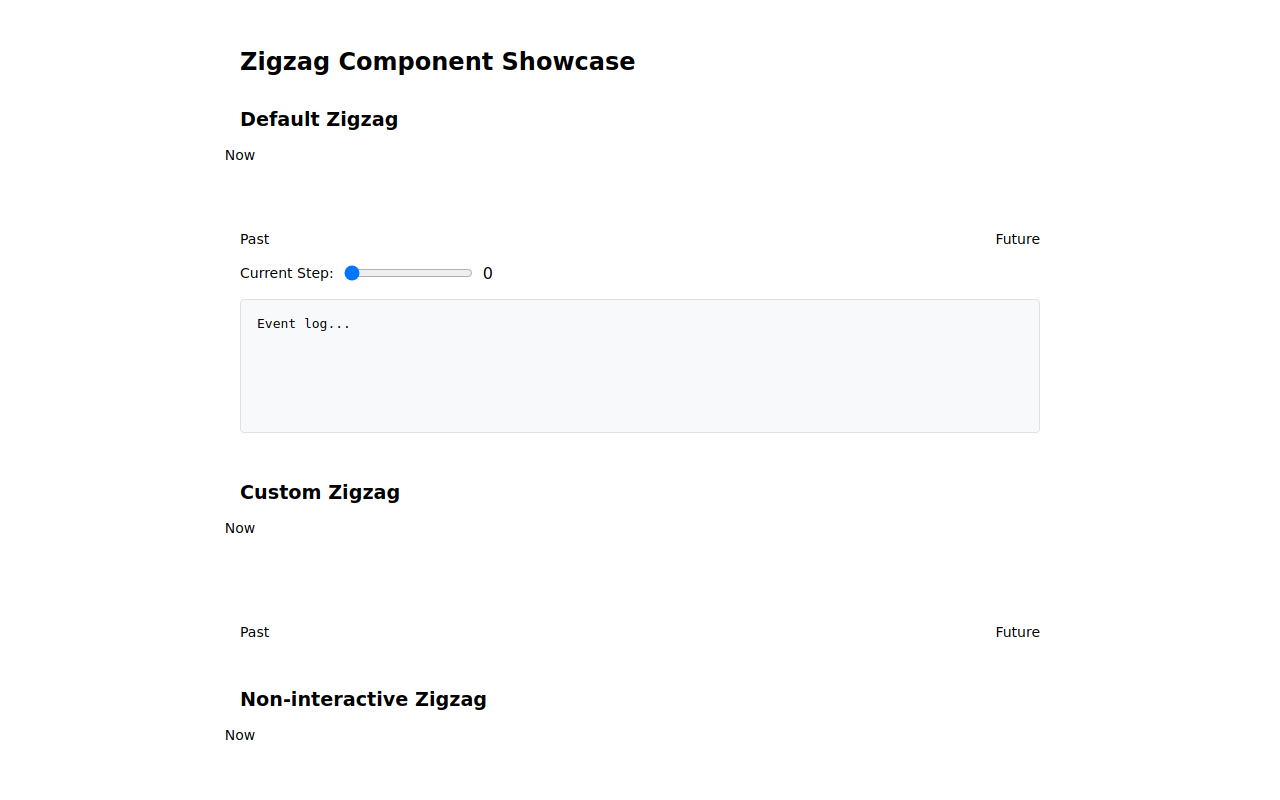 Zigzag Component Showcase
Default Zigzag
Now
Past Future
Current Step: 0
Event log...
Custom Zigzag
Now
Past Future
Non-interactive Zigzag
Now